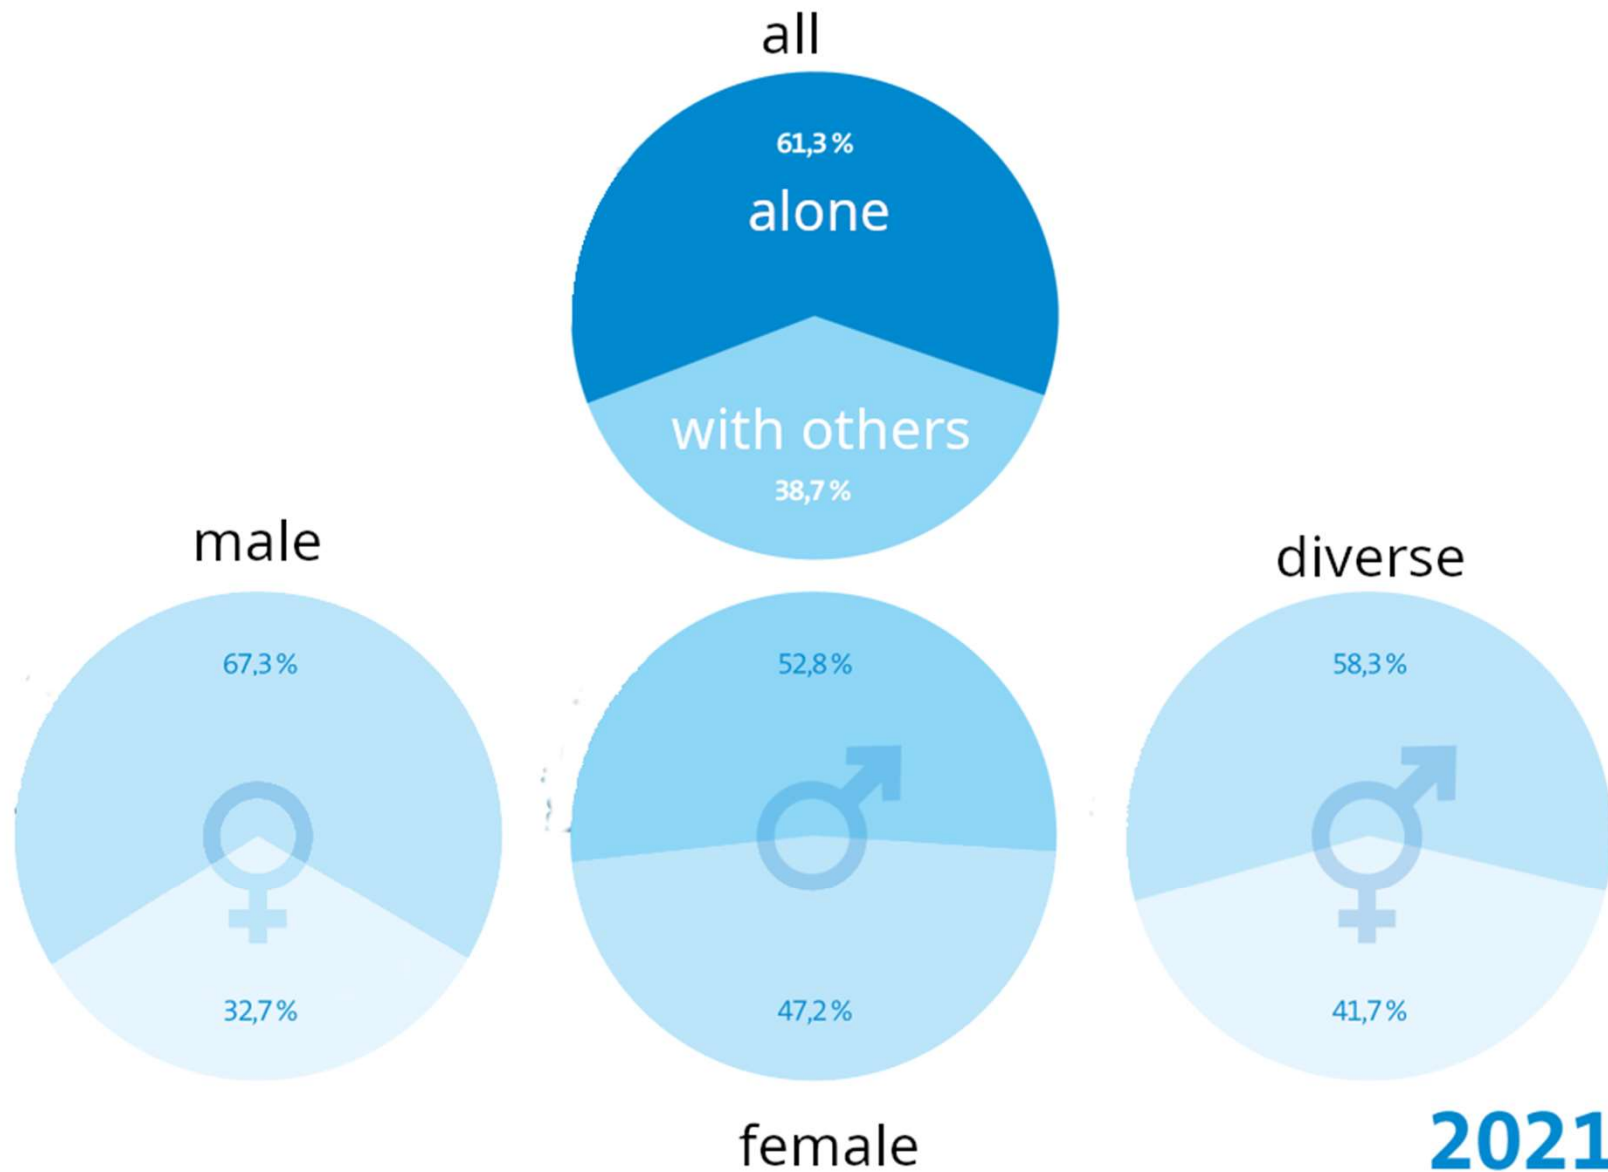 all
61,3 %
alone
with others
38,7 %
male
diverse
67,3 %
52,8 %
58,3 %
32,7 %
47,2 %
41,7 %
female
2021